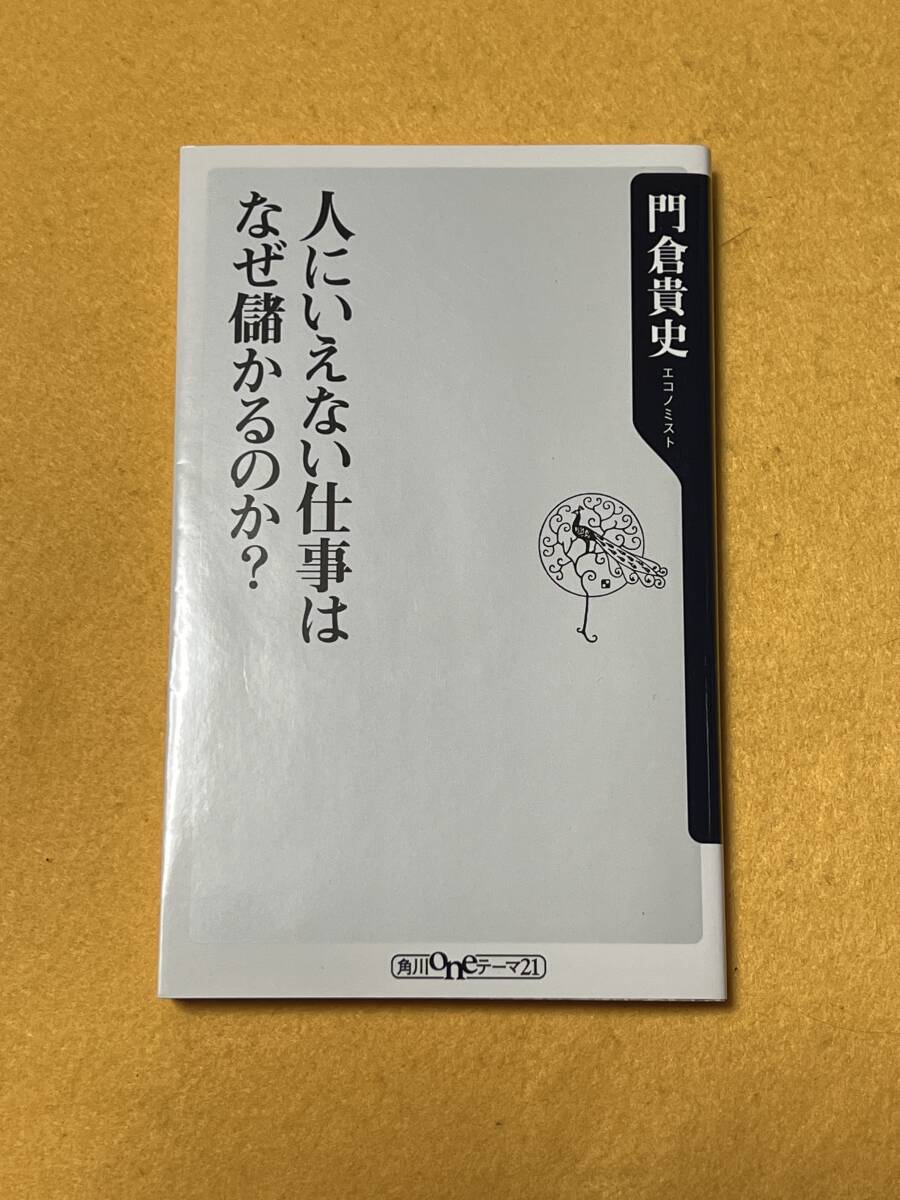 門倉貴史
エコノミスト
人にいえない仕事は
なぜ儲かるのか?
角川oneテーマ21